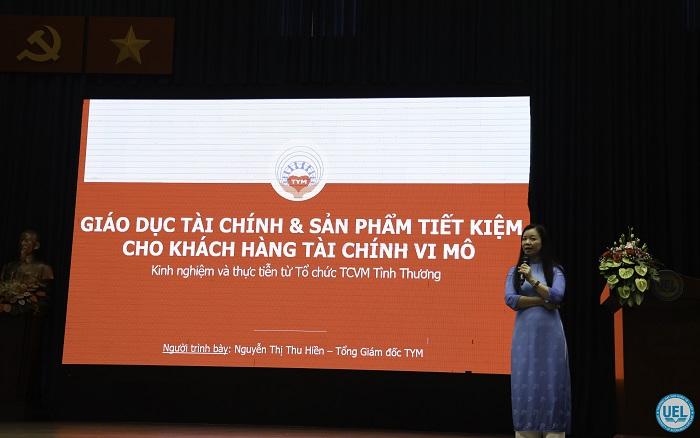 TYM
GIÁO DỤC TÀI CHÍNH & SẢN PHẨM TIẾT KIỆM
CHO KHÁCH HÀNG TÀI CHÍNH VI MÔ
Kinh nghiệm và thực tiễn từ Tổ chức TCVM Tình Thương
Người trình bày: Nguyễn Thị Thu Hiền – Tổng Giám đốc TYM
UEL